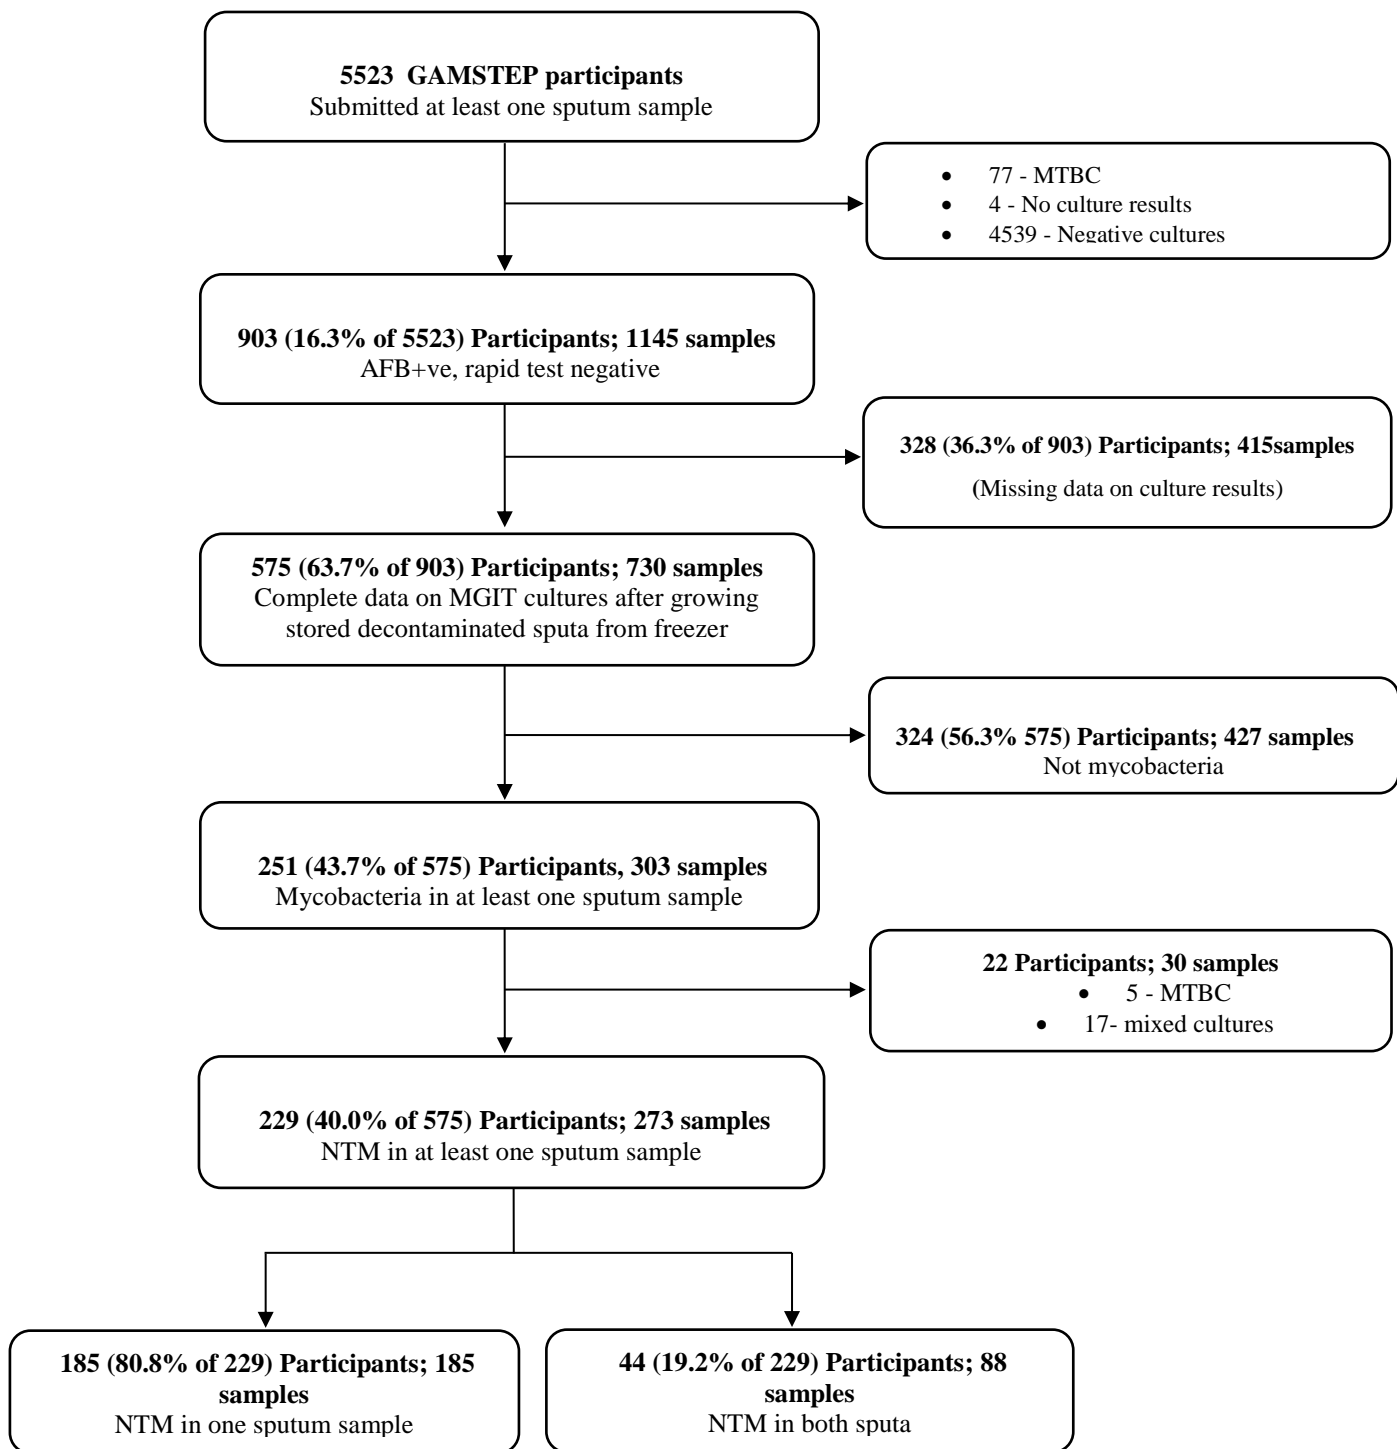 5523 GAMSTEP participants
Submitted at least one sputum sample
• 77 - MTBC
• 4 - No culture results
• 4539 - Negative cultures
903 (16.3% of 5523) Participants; 1145 samples
AFB+ve, rapid test negative
328 (36.3% of 903) Participants; 415samples
(Missing data on culture results)
575 (63.7% of 903) Participants; 730 samples
Complete data on MGIT cultures after growing
stored decontaminated sputa from freezer
324 (56.3% 575) Participants; 427 samples
Not mycobacteria
251 (43.7% of 575) Participants, 303 samples
Mycobacteria in at least one sputum sample
22 Participants; 30 samples
• 5 - MTBC
• 17- mixed cultures
229 (40.0% of 575) Participants; 273 samples
NTM in at least one sputum sample
185 (80.8% of 229) Participants; 185
samples
NTM in one sputum sample
44 (19.2% of 229) Participants; 88
samples
NTM in both sputa